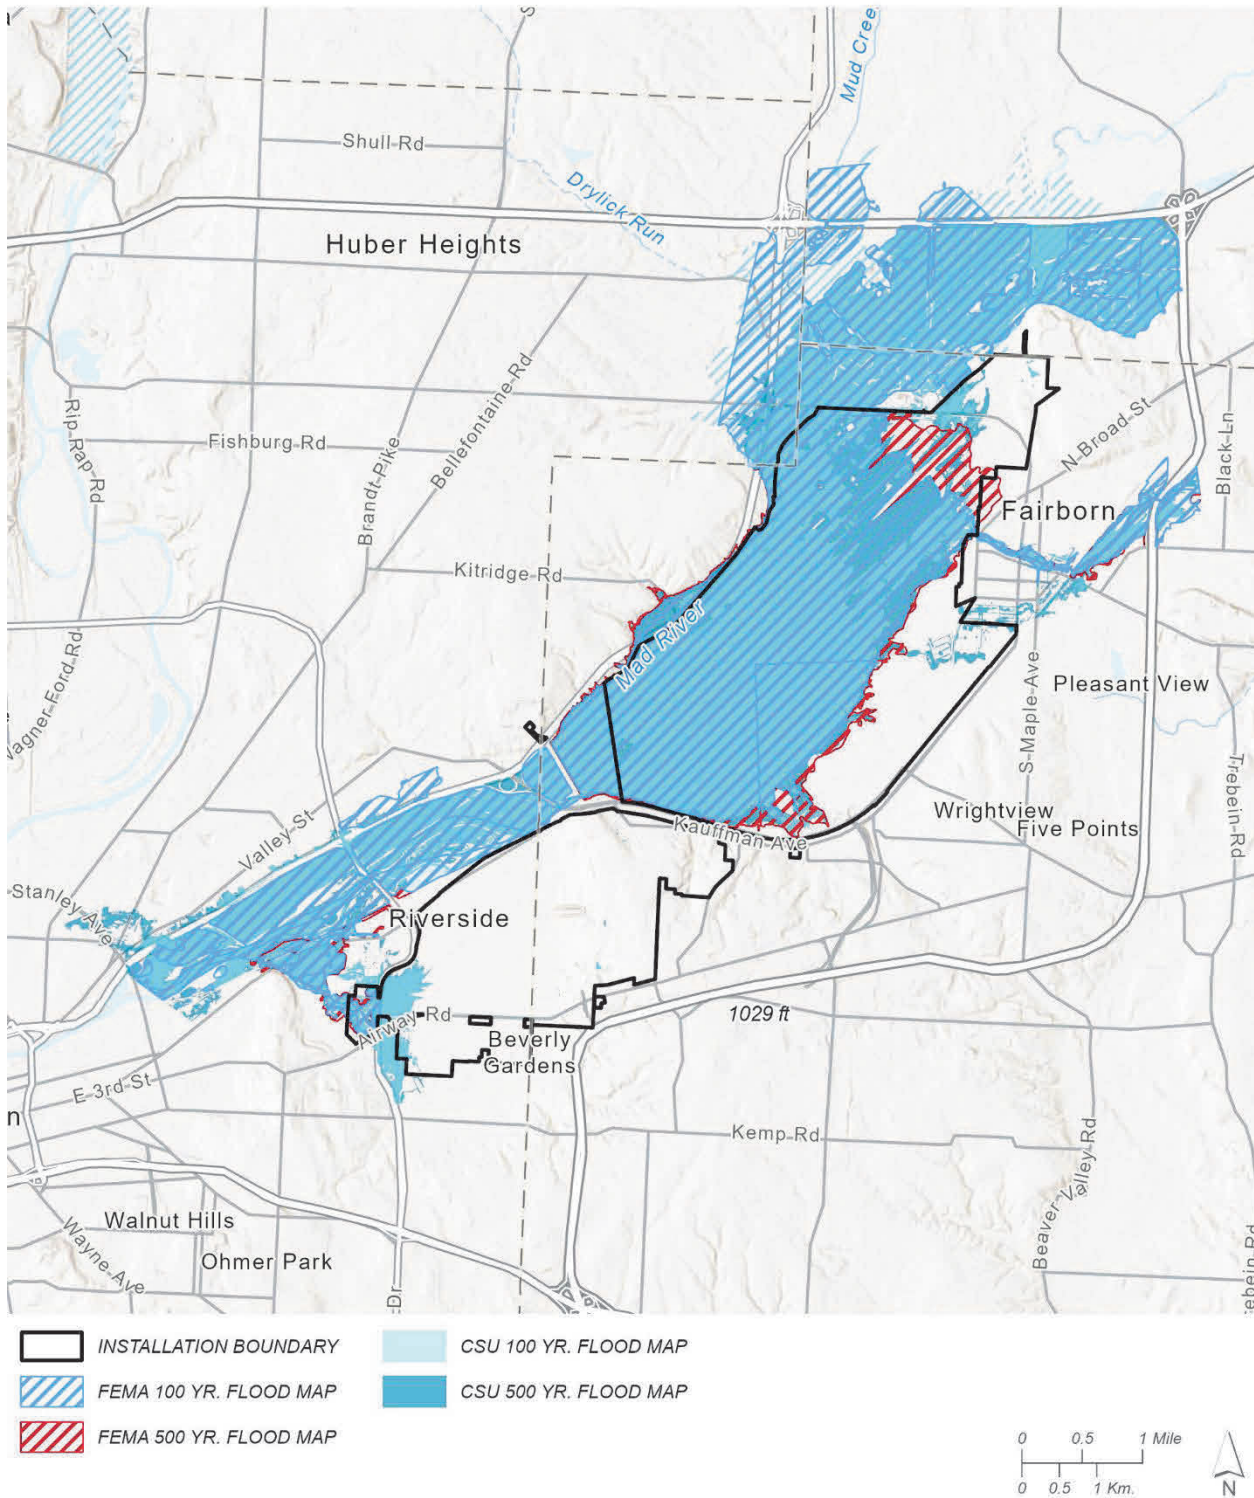 a
S
Mud Cree
Shull Rd
Drylick Run
Huber Heights
Bellefontaine Rd
Brandt Pike
Rip Rap Rd
Fishburg Rd
N Broad St
Black Ln
Fairborn
Kitridge Rd
Mad River
Wagner Ford Rd
e
S Maple Ave
Pleasant View
Trebein Rd
Wrightview
Five Points
Kauffman Ave
Valley St
Stanley Ave
Riverside
1029 ft
Airway Rd
Beverly
Gardens
E 3rd St
n
Kemp Rd
Beaver Valley Rd
Walnut Hills
Wayne Ave
Ohmer Park
Dr
ebein Rd
INSTALLATION BOUNDARY
CSU 100 YR. FLOOD MAP
FEMA 100 YR. FLOOD MAP
CSU 500 YR. FLOOD MAP
FEMA 500 YR. FLOOD MAP
0 0.5 1 Mile
0 0.5 1 Km.
N